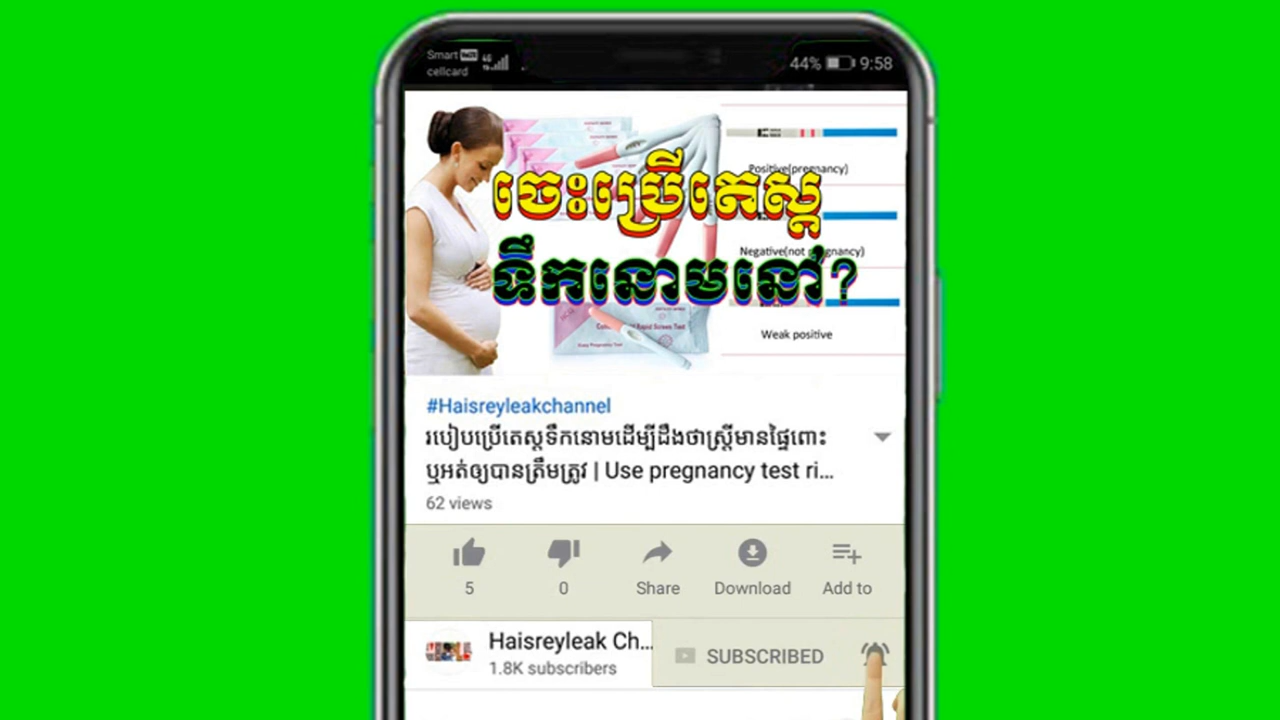 Smart VoLTE 4G
cellcard
44% 9:58
Positive(pregnancy)
ចេះប្រើតេស្ត
Negative(not pregnancy)
ទឹកនោមនៅ?
Weak positive
#Haisreyleakchannel
របៀបប្រើតេស្តទឹកនោមដើម្បីដឹងថាស្ត្រីមានផ្ទៃពោះ
ឬអត់ឲ្យបានត្រឹមត្រូវ | Use pregnancy test ri...
62 views
5 0 Share Download Add to
Haisreyleak Ch...
1.8K subscribers
SUBSCRIBED